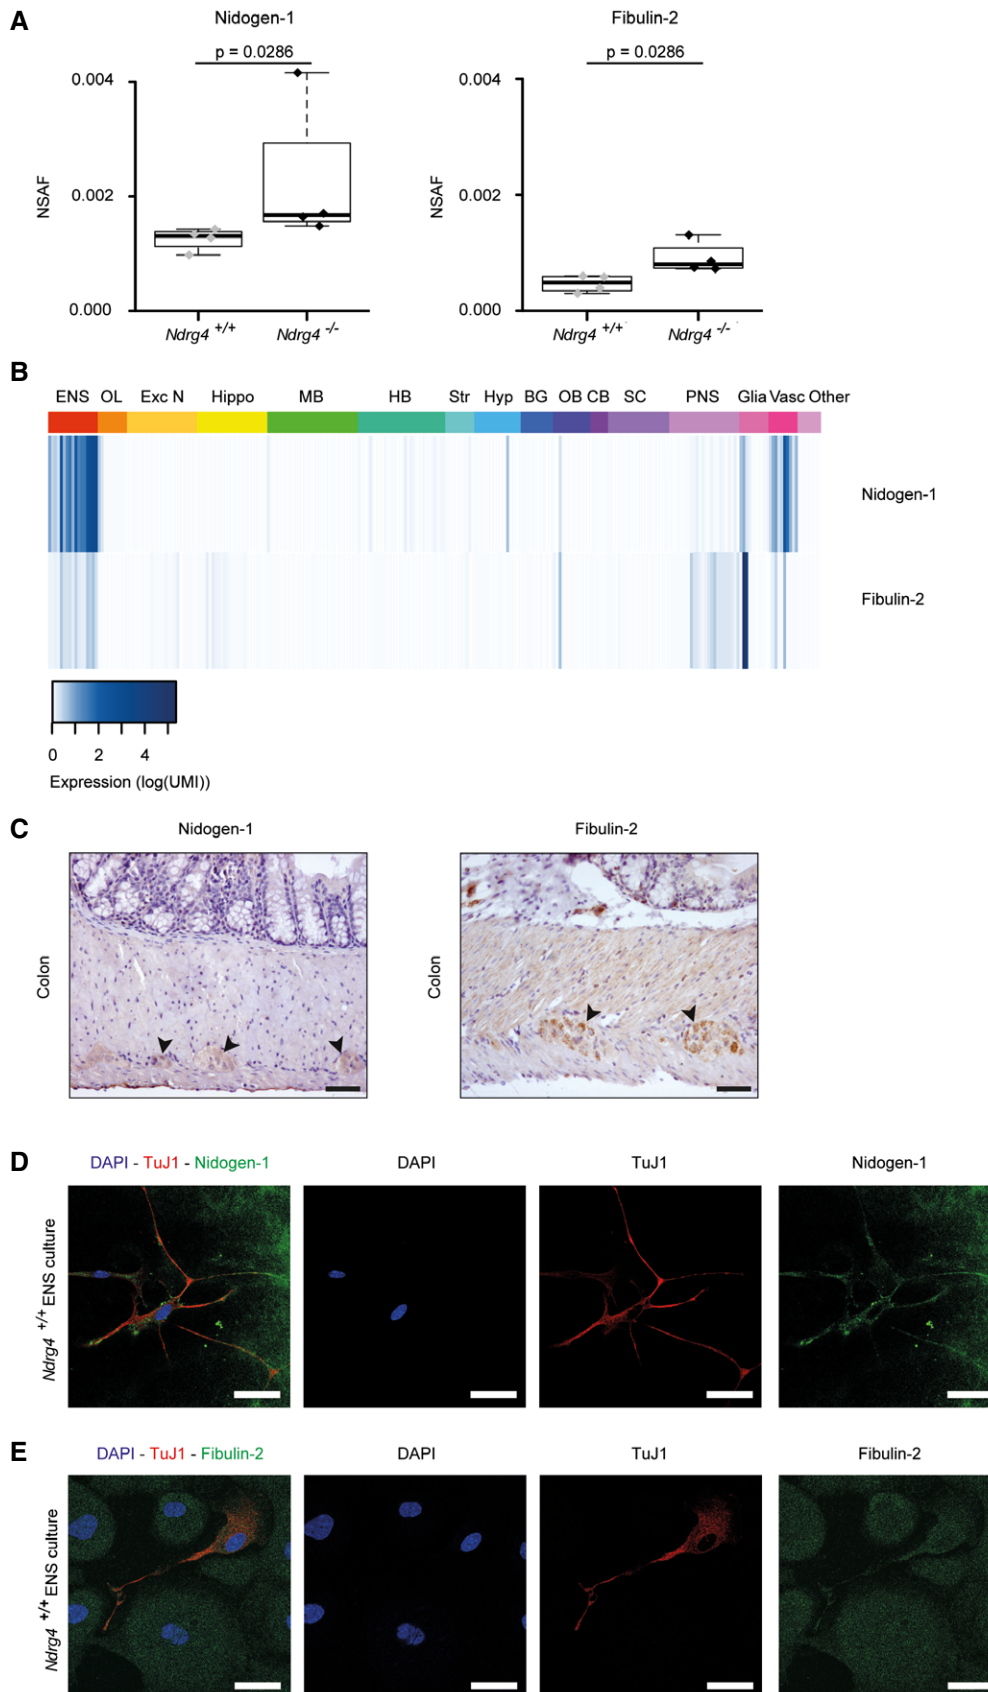 A
Nidogen-1
p = 0.0286
NSAF
0.004
0.002
0.000
Ndrg4 +/+
Ndrg4 -/-
Fibulin-2
p = 0.0286
NSAF
0.004
0.002
0.000
Ndrg4 +/+
Ndrg4 -/-
B
ENS OL Exc N Hippo MB HB Str Hyp BG OB CB SC PNS Glia Vasc Other
Nidogen-1
Fibulin-2
0 2 4
Expression (log(UMI))
C
Nidogen-1
Fibulin-2
Colon
Colon
D
DAPI - TuJ1 - Nidogen-1
DAPI
TuJ1
Nidogen-1
Ndrg4 +/+ ENS culture
E
DAPI - TuJ1 - Fibulin-2
DAPI
TuJ1
Fibulin-2
Ndrg4 +/+ ENS culture